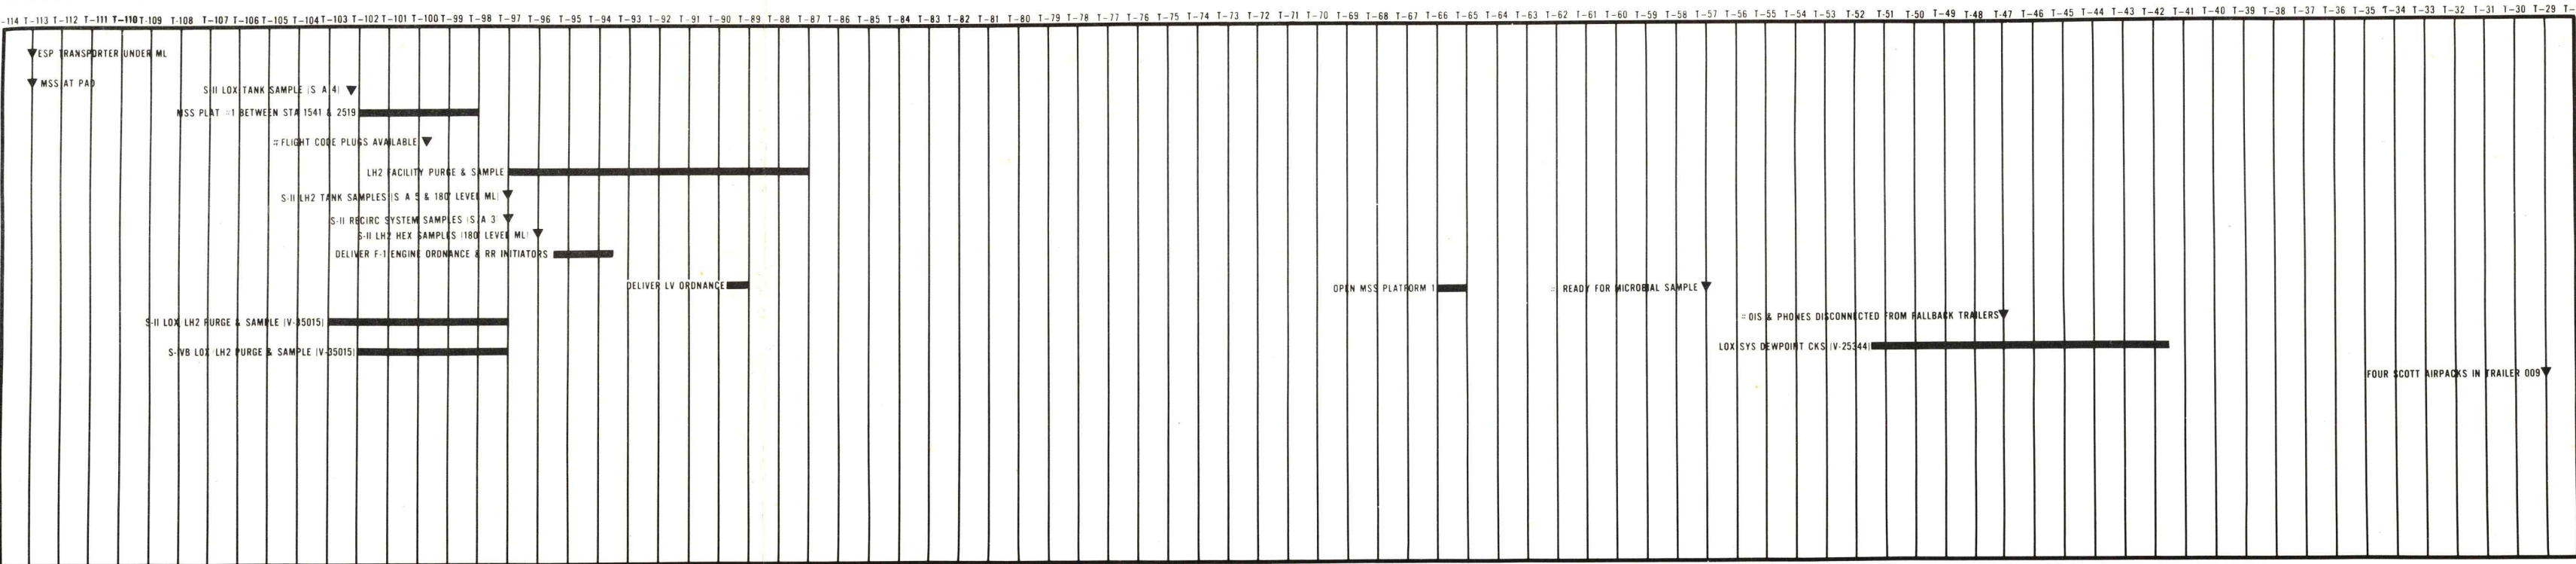 -114 T-113 T-112 T-111 T-110 T-109 T-108 T-107 T-106 T-105 T-104 T-103 T-102 T-101 T-100 T-99 T-98 T-97 T-96 T-95 T-94 T-93 T-92 T-91 T-90 T-89 T-88 T-87 T-86 T-85 T-84 T-83 T-82 T-81 T-80 T-79 T-78 T-77 T-76 T-75 T-74 T-73 T-72 T-71 T-70 T-69 T-68 T-67 T-66 T-65 T-64 T-63 T-62 T-61 T-60 T-59 T-58 T-57 T-56 T-55 T-54 T-53 T-52 T-51 T-50 T-49 T-48 T-47 T-46 T-45 T-44 T-43 T-42 T-41 T-40 T-39 T-38 T-37 T-36 T-35 T-34 T-33 T-32 T-31 T-30 T-29 T-
ESP TRANSPORTER UNDER ML
MSS AT PAD
S-II LOX TANK SAMPLE (S A 4)
MSS PLAT #1 BETWEEN STA 1541 & 2519
#FLIGHT CODE PLUGS AVAILABLE
LH2 FACILITY PURGE & SAMPLE
S-II LH2 TANK SAMPLES (S A 5 & 180' LEVEL ML)
S-II RECIRC SYSTEM SAMPLES (S/A 3)
S-II LH2 HEX SAMPLES (180' LEVEL ML)
DELIVER F-1 ENGINE ORDNANCE & RR INITIATORS
DELIVER LV ORDNANCE
OPEN MSS PLATFORM 1
= READY FOR MICROBIAL SAMPLE
S-II LOX LH2 PURGE & SAMPLE (V-35015)
=OIS & PHONES DISCONNECTED FROM FALLBACK TRAILERS
S-IVB LOX LH2 PURGE & SAMPLE (V-35015)
LOX SYS DEWPOINT CKS (V-25344)
FOUR SCOTT AIRPACKS IN TRAILER 009